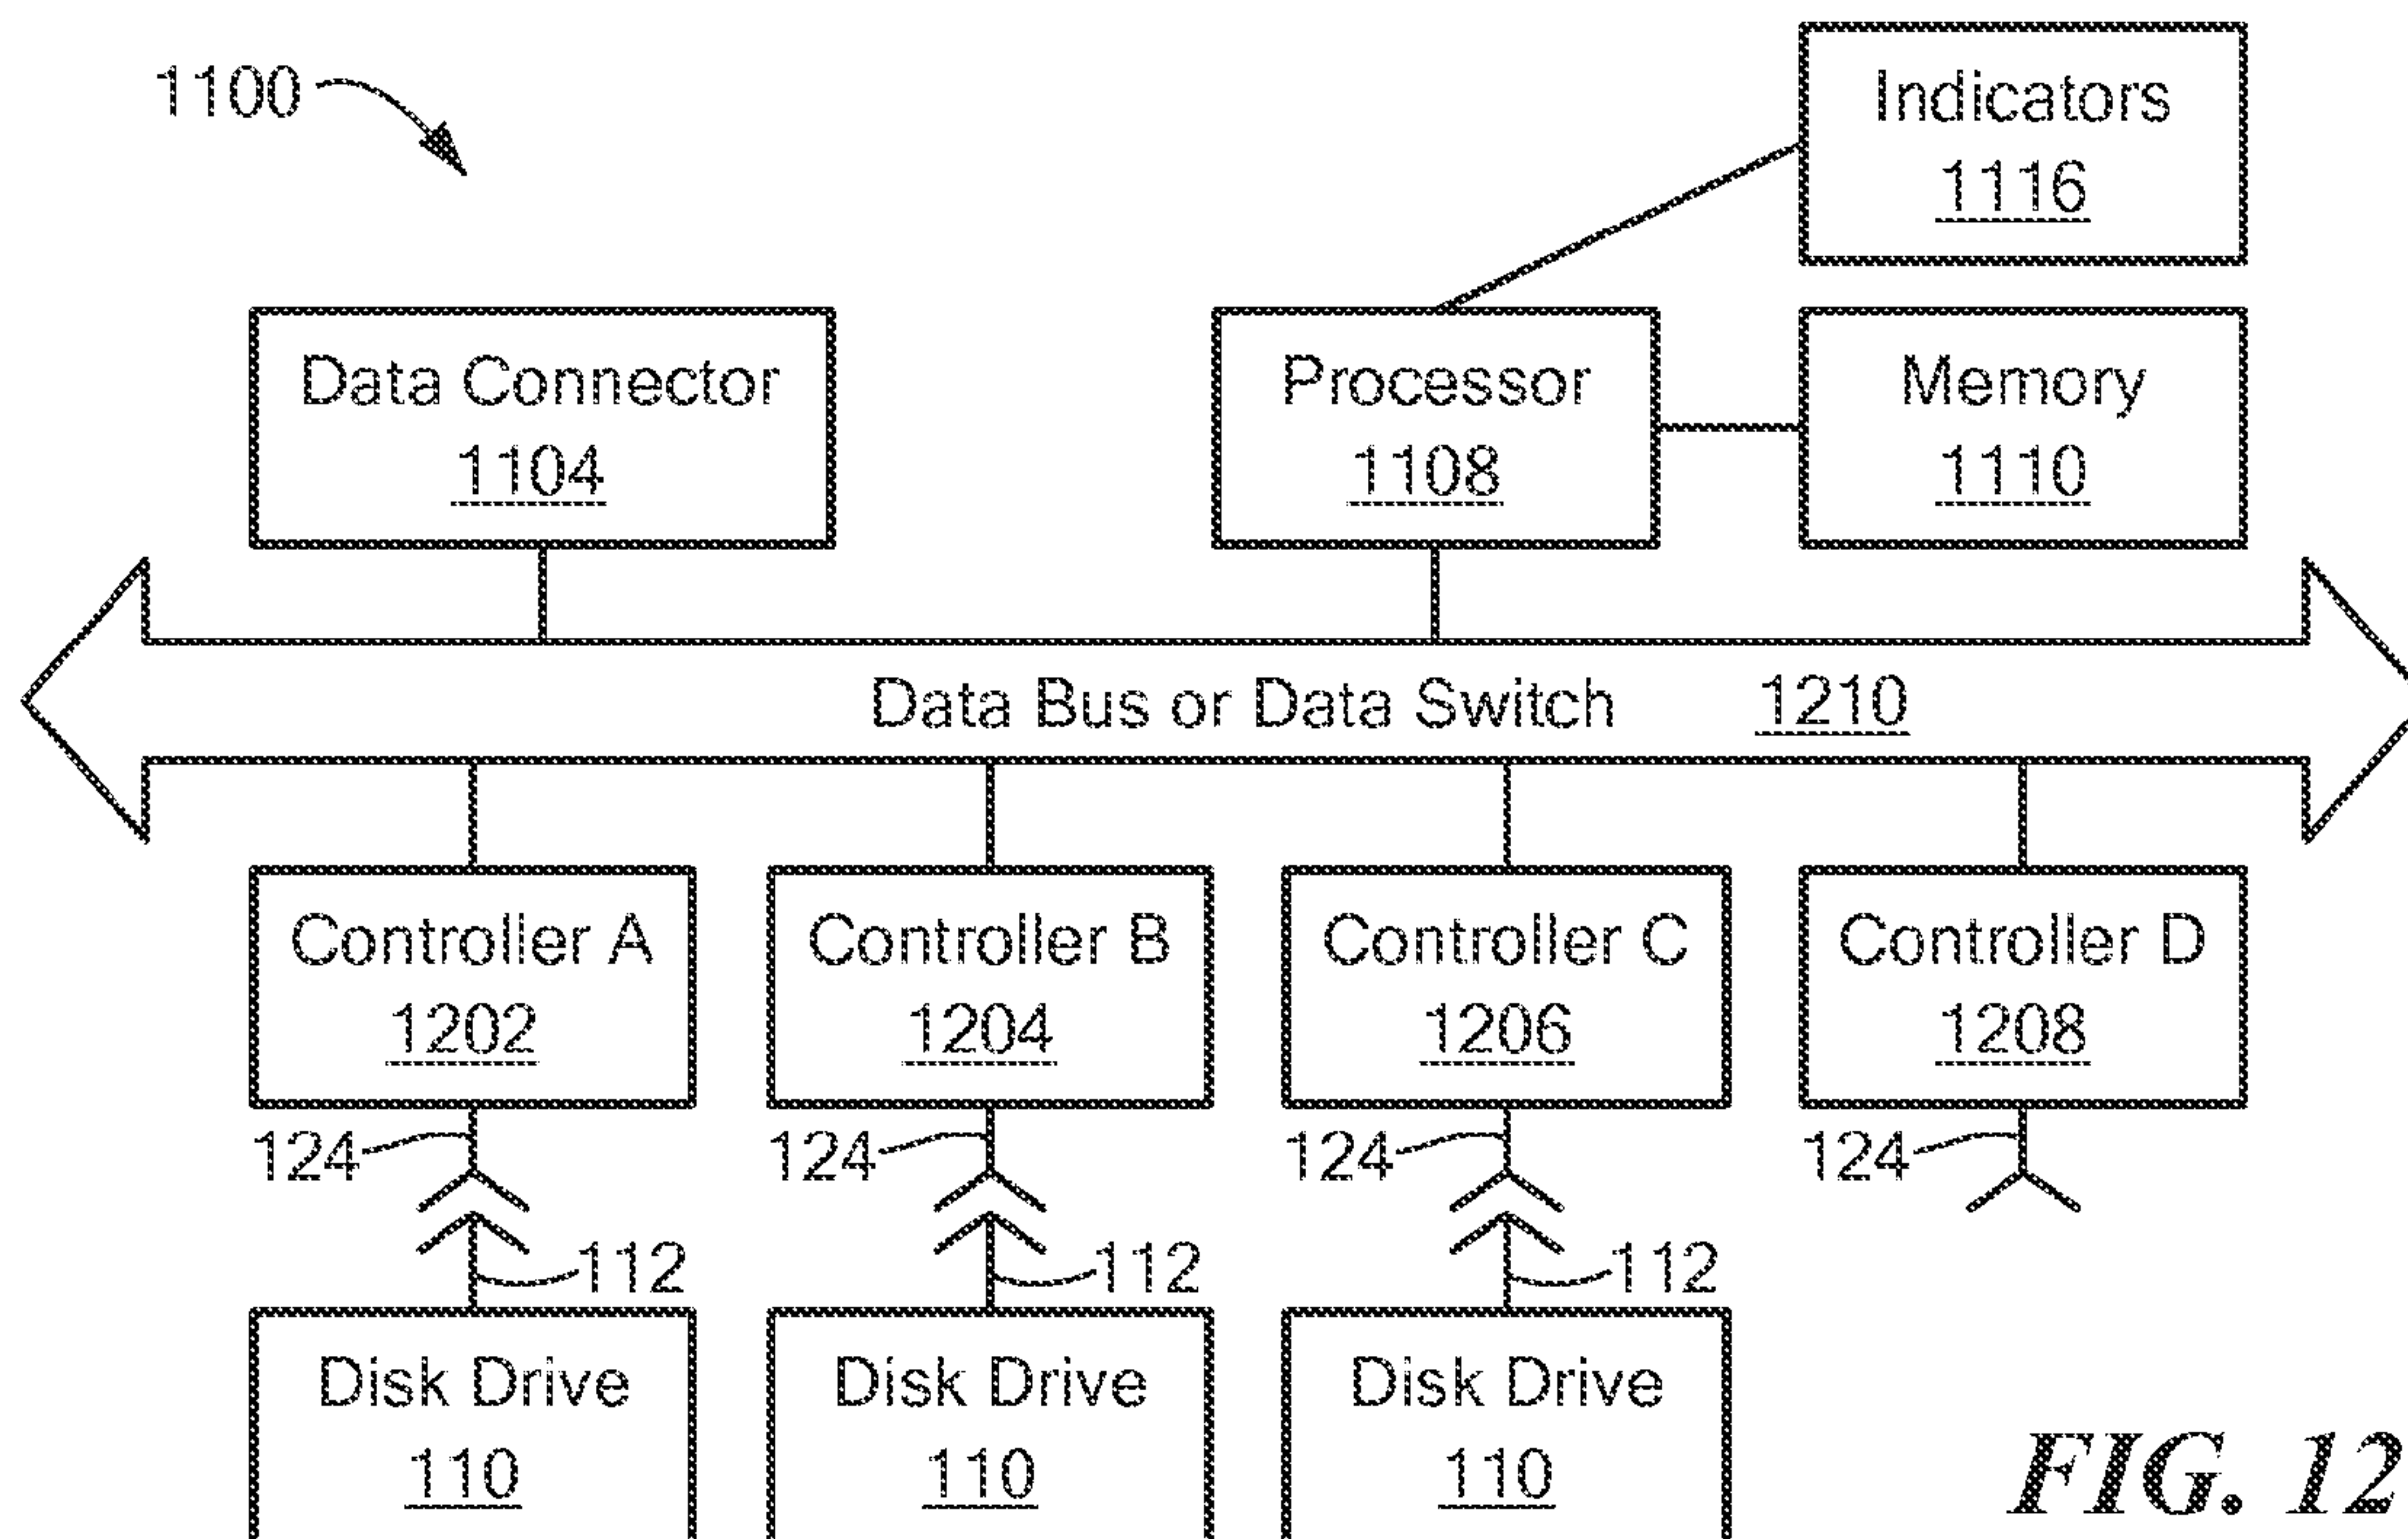 1100
Indicators
1116
Data Connector
1104
Processor
1108
Memory
1110
Data Bus or Data Switch 1210
Controller A
1202
Controller B
1204
Controller C
1206
Controller D
1208
124 124 124 124
112 112 112
Disk Drive
110
Disk Drive
110
Disk Drive
110
FIG. 12